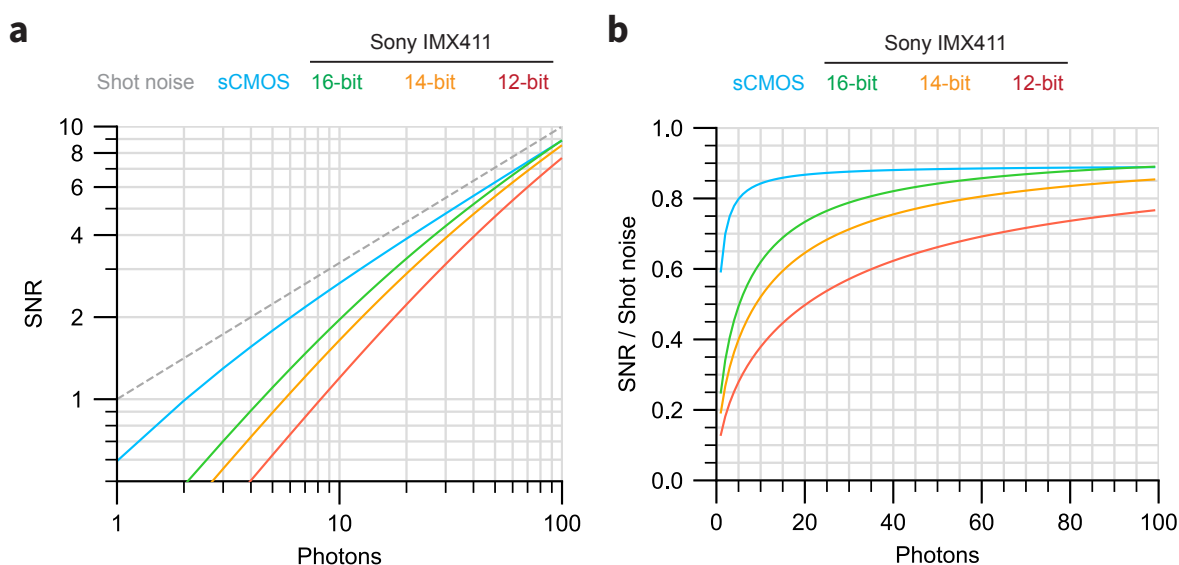 a
Sony IMX411
Shot noise sCMOS 16-bit 14-bit 12-bit
10
8
6
4
2
1
SNR
1 10 100
Photons
b
Sony IMX411
sCMOS 16-bit 14-bit 12-bit
1.0
0.8
0.6
0.4
0.2
0.0
SNR / Shot noise
0 20 40 60 80 100
Photons